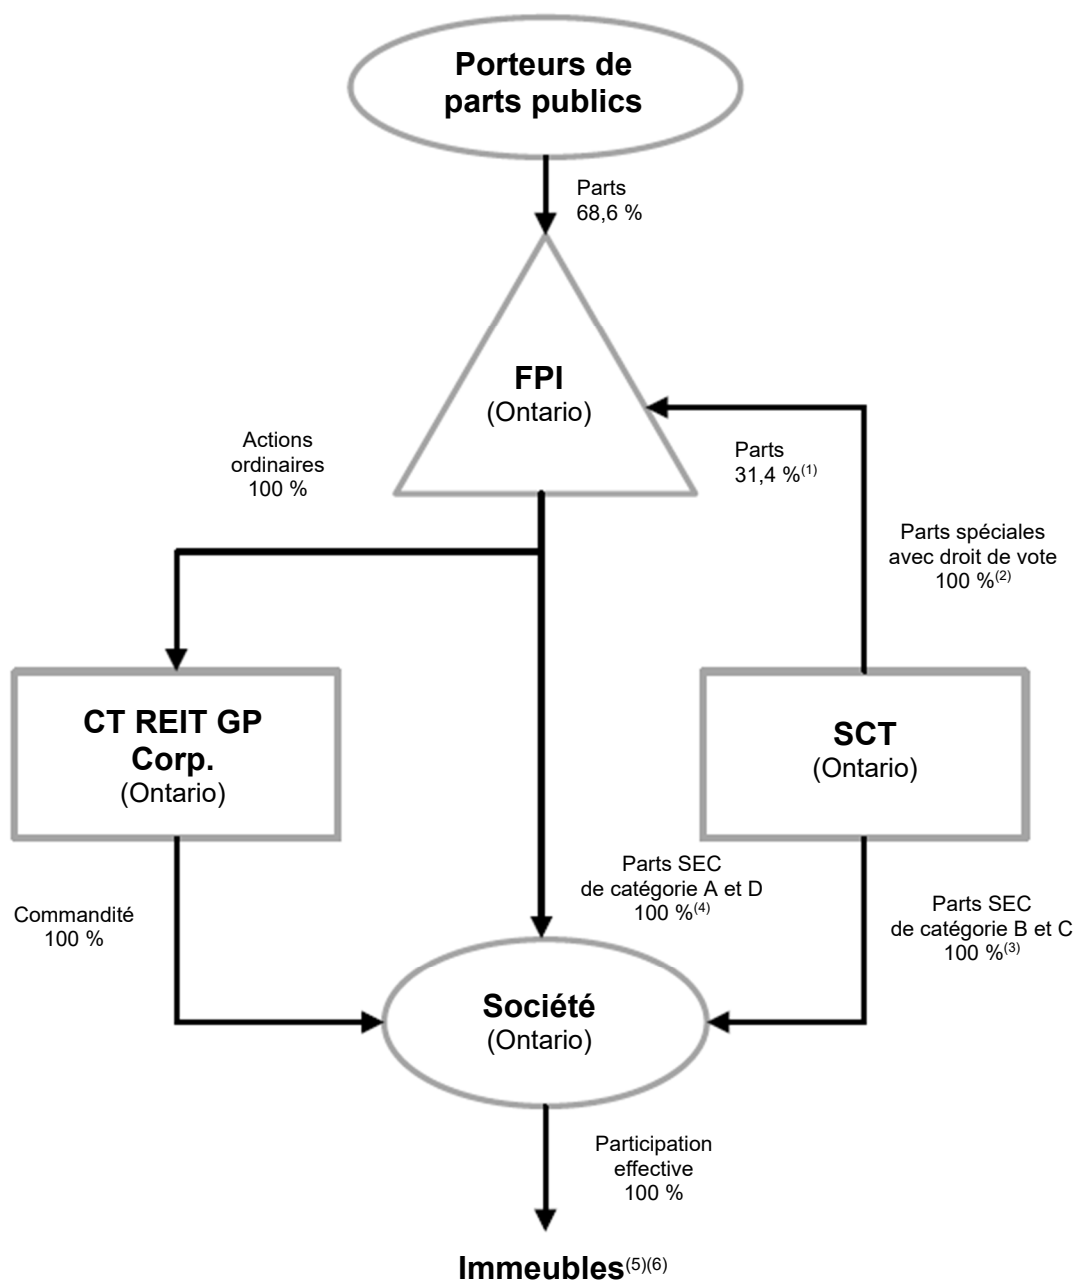 Porteurs de
parts publics
Parts
68,6 %
FPI
(Ontario)
Actions
ordinaires
100 %
Parts
31,4 %(1)
Parts spéciales
avec droit de vote
100 %(2)
CT REIT GP
Corp.
(Ontario)
SCT
(Ontario)
Parts SEC
de catégorie A et D
100 %(4)
Commandité
100 %
Parts SEC
de catégorie B et C
100 %(3)
Société
(Ontario)
Participation
effective
100 %
Immeubles(5)(6)